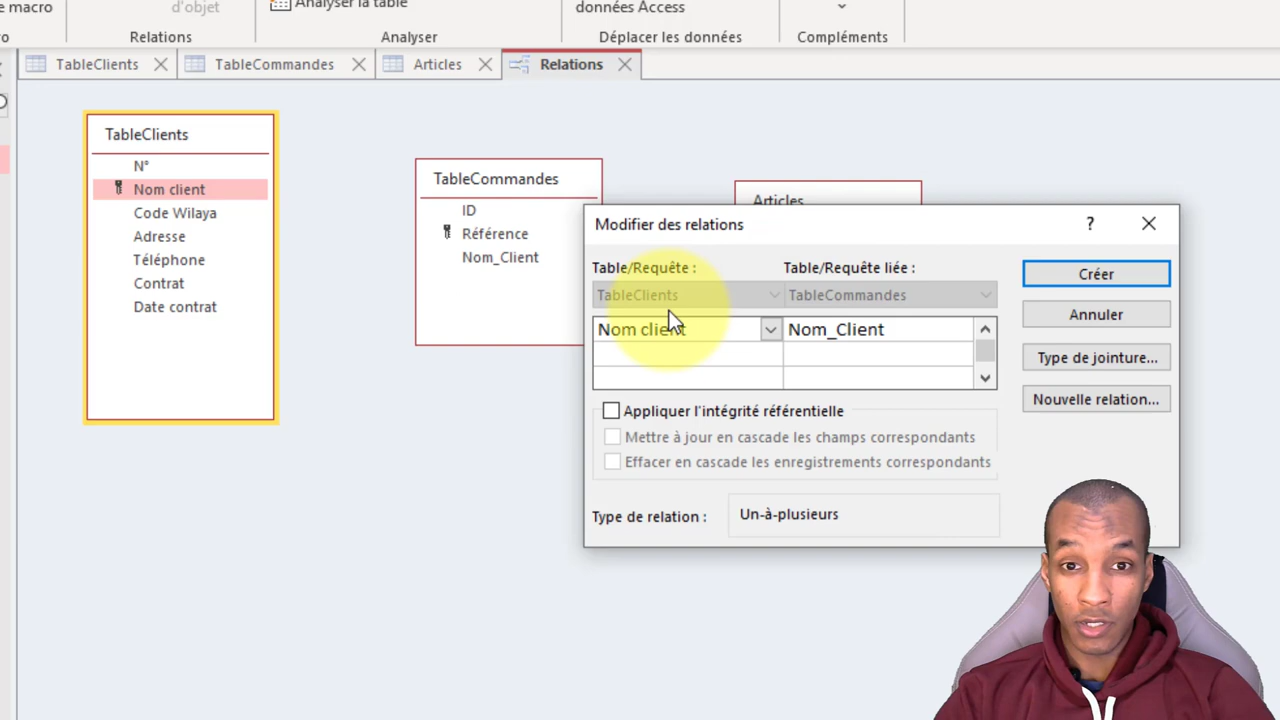 e macro
d'objet
Analyser la table
données Access
Relations
Analyser
Déplacer les données
Compléments
TableClients
TableCommandes
Articles
Relations
TableClients
N°
Nom client
Code Wilaya
Adresse
Téléphone
Contrat
Date contrat
TableCommandes
ID
Référence
Nom_Client
Articles
Modifier des relations
?
Table/Requête :
Table/Requête liée :
TableClients
TableCommandes
Nom client
Nom_Client
Créer
Annuler
Type de jointure...
Nouvelle relation...
Appliquer l'intégrité référentielle
Mettre à jour en cascade les champs correspondants
Effacer en cascade les enregistrements correspondants
Type de relation :
Un-à-plusieurs